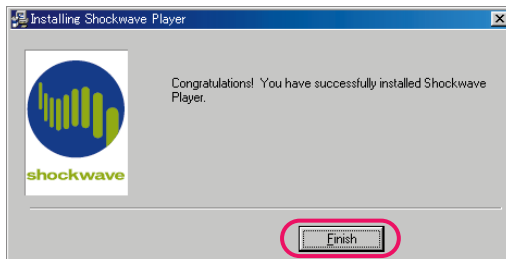 Installing Shockwave Player
Congratulations! You have successfully installed Shockwave
Player.
shockwave
Finish